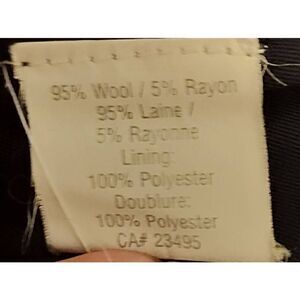 95% Wool / 5% Rayon
95% Laine /
5% Rayonne
Lining:
100% Polyester
Doublure:
100% Polyester
CA# 23495